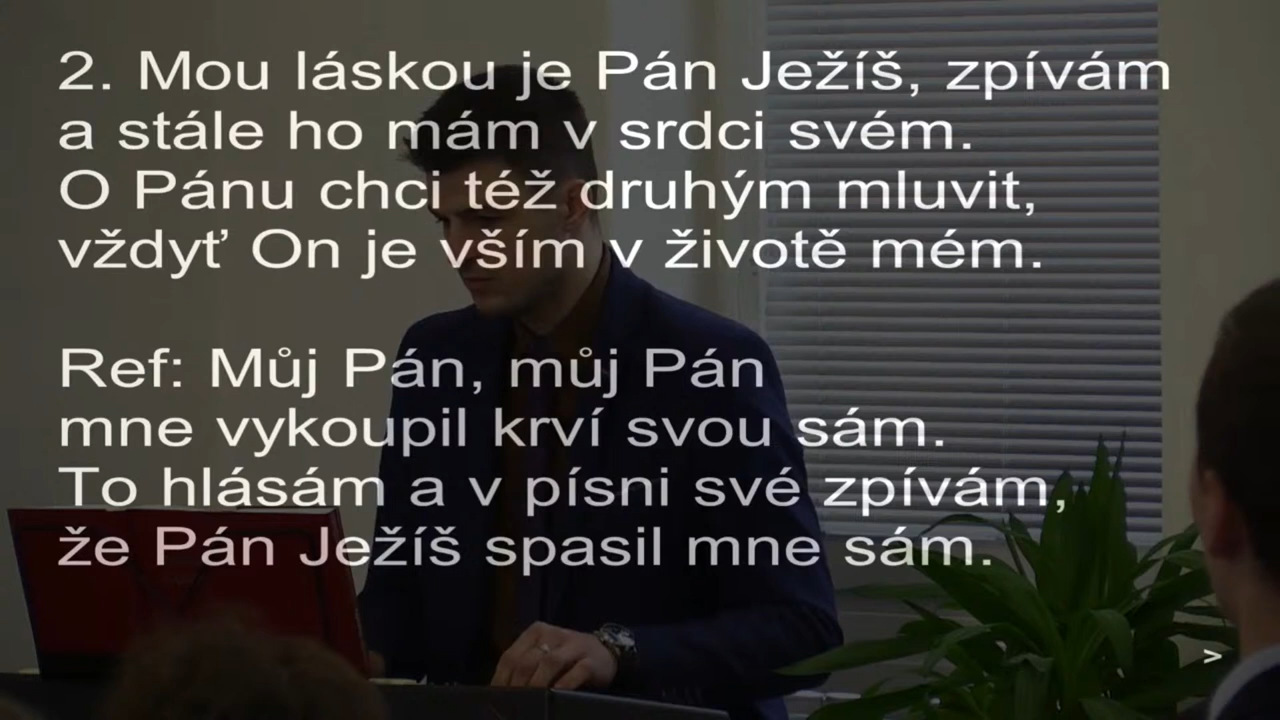 2. Mou láskou je Pán Ježíš, zpívám
a stále ho mám v srdci svém.
O Pánu chci též druhým mluvit,
vždyť On je vším v životě mém.
Ref: Můj Pán, můj Pán
mne vykoupil krví svou sám.
To hlásám a v písni své zpívám,
že Pán Ježíš spasil mne sám.
>